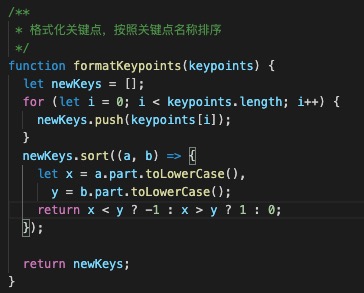 /**
 * 格式化关键点，按照关键点名称排序
 */
function formatKeypoints(keypoints) {
  let newKeys = [];
  for (let i = 0; i < keypoints.length; i++) {
    newKeys.push(keypoints[i]);
  }
  newKeys.sort((a, b) => {
    let x = a.part.toLowerCase(),
      y = b.part.toLowerCase();
    return x < y ? -1 : x > y ? 1 : 0;
  });

  return newKeys;
}